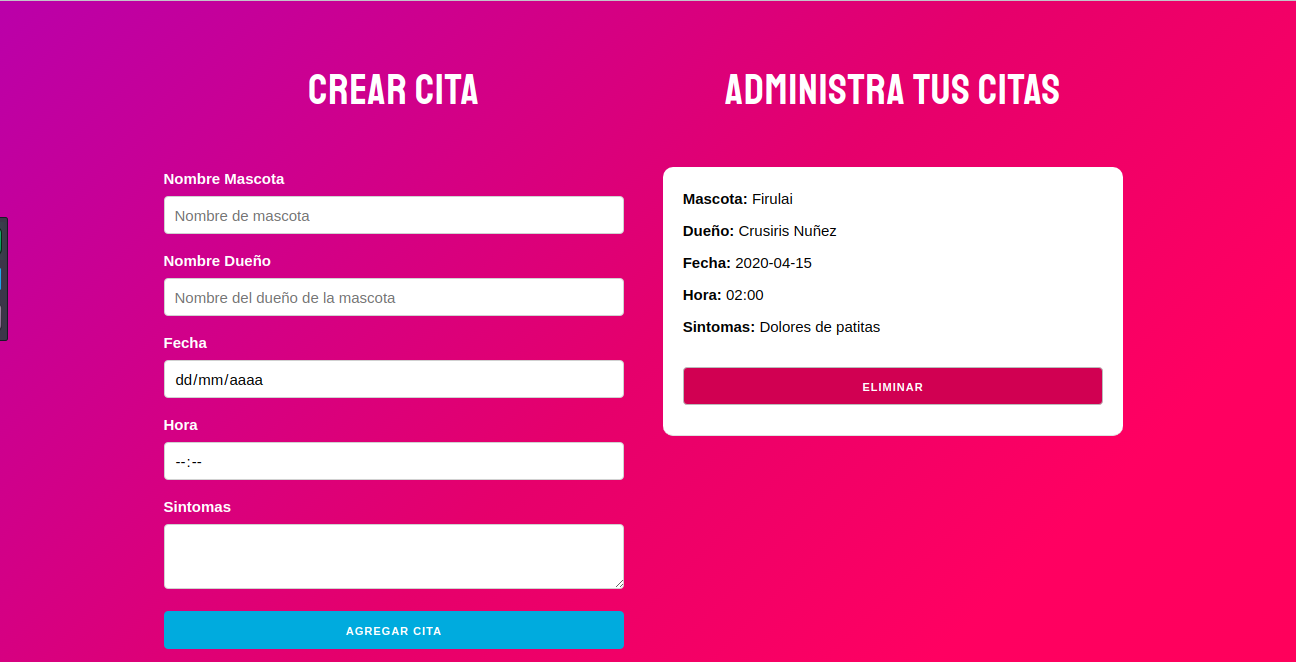 CREAR CITA
Nombre Mascota
Nombre de mascota
Nombre Dueño
Nombre del dueño de la mascota
Fecha
dd/mm/aaaa
Hora
--:--
Sintomas
AGREGAR CITA
ADMINISTRA TUS CITAS
Mascota: Firulai
Dueño: Crusiris Nuñez
Fecha: 2020-04-15
Hora: 02:00
Sintomas: Dolores de patitas
ELIMINAR